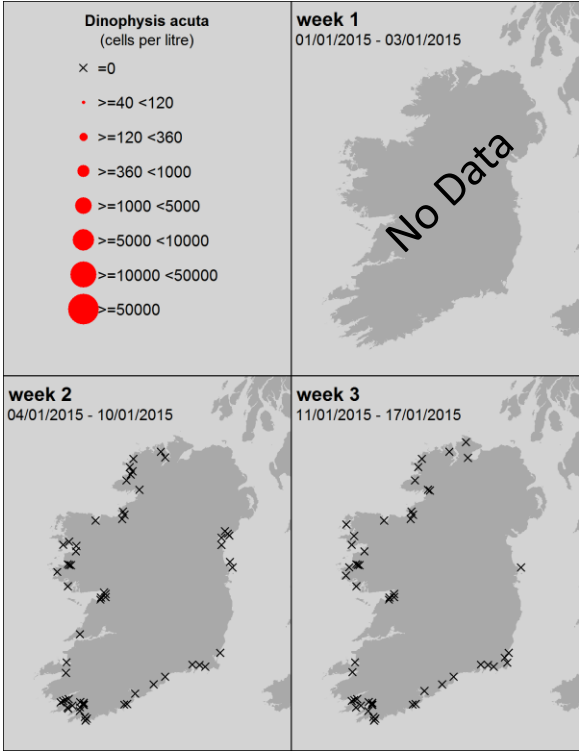 Dinophysis acuta
(cells per litre)
=0
>=40 <120
>=120 <360
>=360 <1000
>=1000 <5000
>=5000 <10000
>=10000 <50000
>=50000
week 1
01/01/2015 - 03/01/2015
No Data
week 2
04/01/2015 - 10/01/2015
week 3
11/01/2015 - 17/01/2015